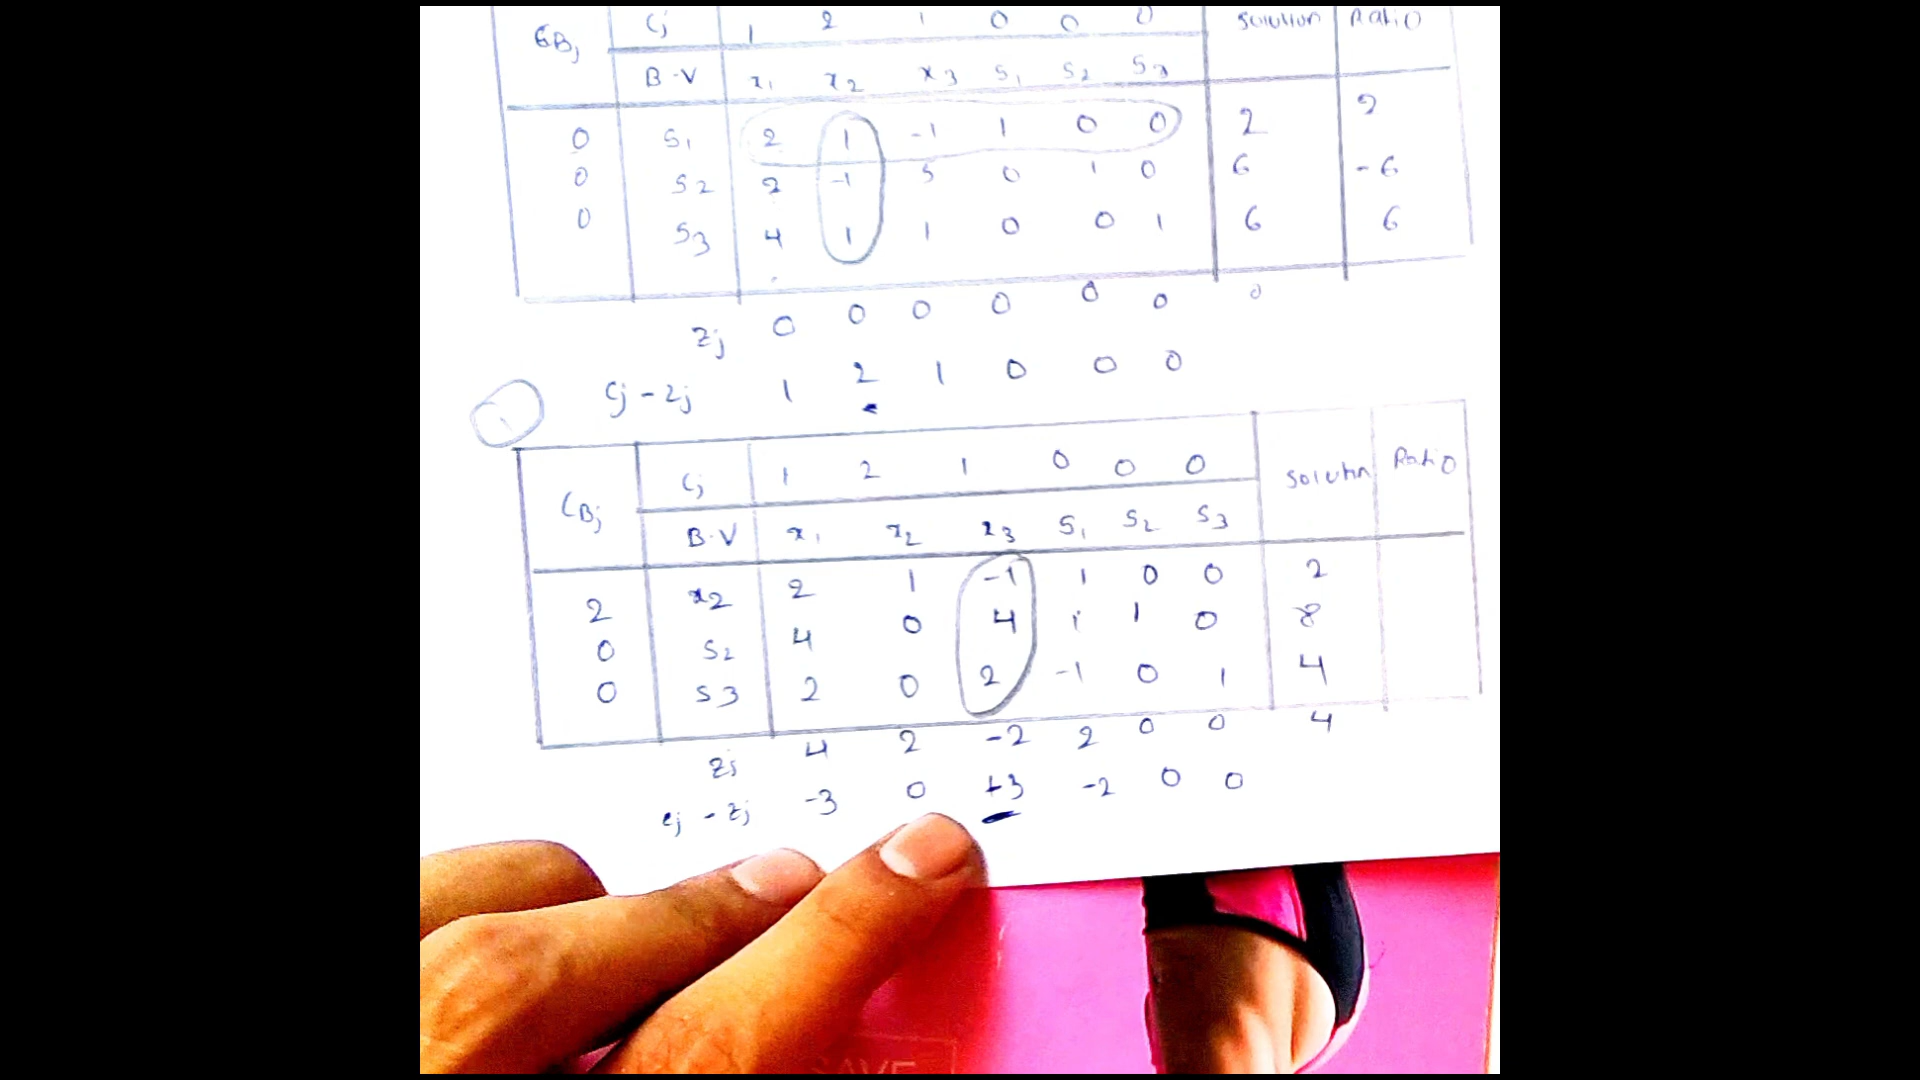 CBj Cj 1 2 1 0 0 0 Solution Ratio
B.V x1 x2 x3 S1 S2 S3
0 S1 2 1 -1 1 0 0 2 2
0 S2 2 -1 5 0 1 0 6 -6
0 S3 4 1 1 0 0 1 6 6
Zj 0 0 0 0 0 0 0
Cj - Zj 1 2 1 0 0 0
CBj Cj 1 2 1 0 0 0 Solutin Ratio
B.V x1 x2 x3 S1 S2 S3
2 x2 2 1 -1 1 0 0 2
0 S2 4 0 4 1 1 0 8
0 S3 2 0 2 -1 0 1 4
Zj 4 2 -2 2 0 0 4
Cj - Zj -3 0 +3 -2 0 0